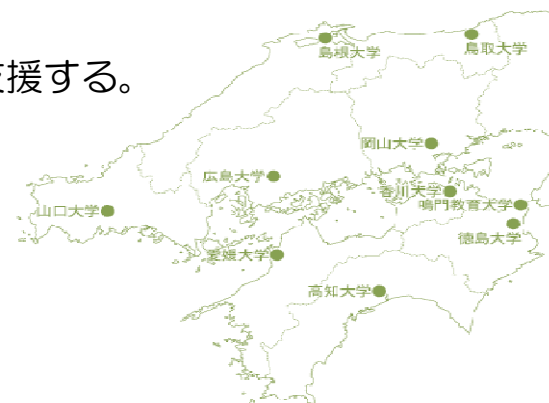 島根大学
鳥取大学
支援する。
岡山大学
広島大学
香川大学
鳴門教育大学
山口大学
徳島大学
愛媛大学
高知大学